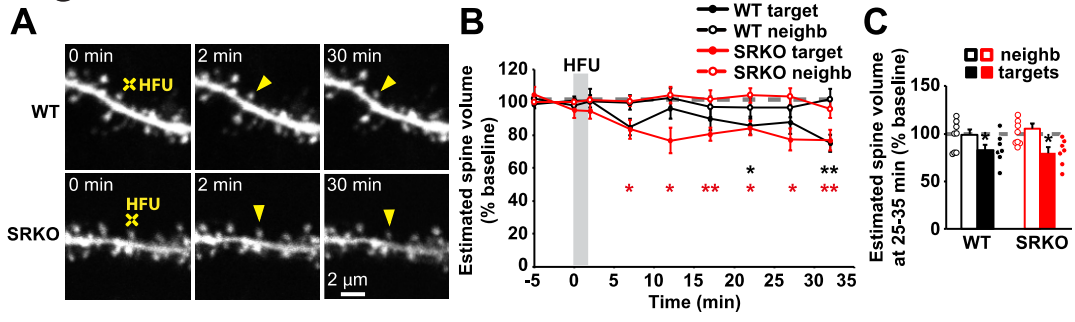 A
0 min
HFU
2 min
30 min
WT
0 min
HFU
2 min
30 min
SRKO
2 µm
B
WT target
WT neighb
SRKO target
SRKO neighb
HFU
Estimated spine volume
(% baseline)
120
100
80
60
40
20
0
* **
* * ** * * **
-5 0 5 10 15 20 25 30 35
Time (min)
C
neighb
targets
Estimated spine volume
at 25-35 min (% baseline)
150
100
50
0
* *
WT SRKO